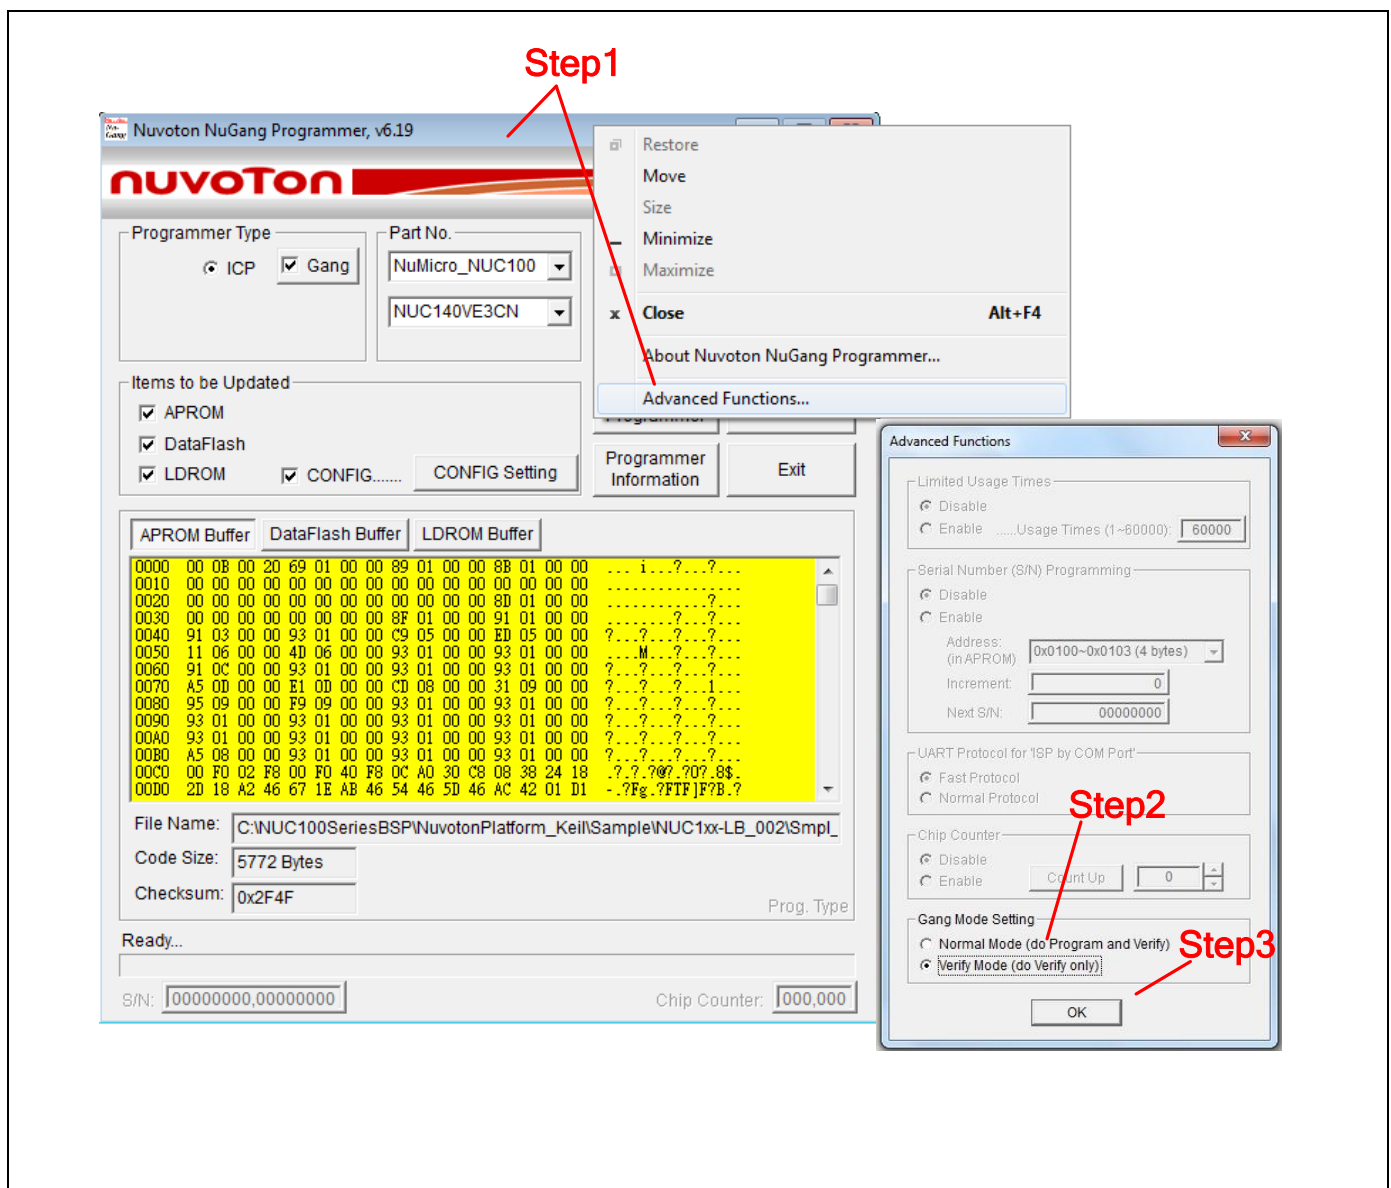 Step1
Nuvoton NuGang Programmer, v6.19
nuvoTon
Restore
Move
Size
Minimize
Maximize
x Close Alt+F4
About Nuvoton NuGang Programmer...
Advanced Functions...
Programmer Type
ICP Gang
Part No.
NuMicro_NUC100
NUC140VE3CN
Items to be Updated
APROM
DataFlash
LDROM CONFIG....... CONFIG Setting
Programmer
Programmer Information
Exit
APROM Buffer DataFlash Buffer LDROM Buffer
0000 00 0B 00 20 69 01 00 00 89 01 00 00 8B 01 00 00 ... i...?...?...
0010 00 00 00 00 00 00 00 00 00 00 00 00 00 00 00 00 ................
0020 00 00 00 00 00 00 00 00 00 00 00 00 8D 01 00 00 ............?...
0030 00 00 00 00 00 00 00 00 8F 01 00 00 91 01 00 00 ........?...?...
0040 91 03 00 00 93 01 00 00 C9 05 00 00 ED 05 00 00 ?...?...?...?...
0050 11 06 00 00 4D 06 00 00 93 01 00 00 93 01 00 00 ....M...?...?...
0060 91 0C 00 00 93 01 00 00 93 01 00 00 93 01 00 00 ?...?...?...?...
0070 A5 0D 00 00 E1 0D 00 00 CD 08 00 00 31 09 00 00 ?...?...?...1...
0080 95 09 00 00 F9 09 00 00 93 01 00 00 93 01 00 00 ?...?...?...?...
0090 93 01 00 00 93 01 00 00 93 01 00 00 93 01 00 00 ?...?...?...?...
00A0 93 01 00 00 93 01 00 00 93 01 00 00 93 01 00 00 ?...?...?...?...
00B0 A5 08 00 00 93 01 00 00 93 01 00 00 93 01 00 00 ?...?...?...?...
00C0 00 F0 02 F8 00 F0 40 F8 0C A0 30 C8 08 38 24 18 .?.?.?@?.?0?.8$.
00D0 2D 18 A2 46 67 1E AB 46 54 46 5D 46 AC 42 01 D1 -.?Fg.?FTF]F?B.?
File Name: C:\NUC100SeriesBSP\NuvotonPlatform_Keil\Sample\NUC1xx-LB_002\Smpl_
Code Size: 5772 Bytes
Checksum: 0x2F4F
Prog. Type
Ready...
S/N: 00000000,00000000 Chip Counter: 000,000
Advanced Functions
Limited Usage Times
Disable
Enable ......Usage Times (1~60000): 60000
Serial Number (S/N) Programming
Disable
Enable
Address: (in APROM) 0x0100~0x0103 (4 bytes)
Increment: 0
Next S/N: 00000000
UART Protocol for 'ISP by COM Port'
Fast Protocol
Normal Protocol
Step2
Chip Counter
Disable
Enable Count Up 0
Gang Mode Setting
Normal Mode (do Program and Verify)
Step3
Verify Mode (do Verify only)
OK